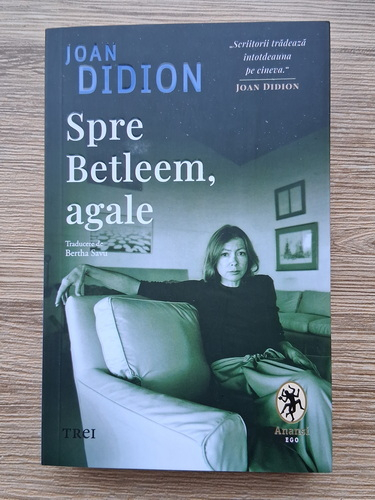 JOAN
DIDION
„Scriitorii trădează
întotdeauna
pe cineva.“
JOAN DIDION
Spre
Betleem,
agale
Traducere de
Bertha Savu
TREI
Anansi
EGO